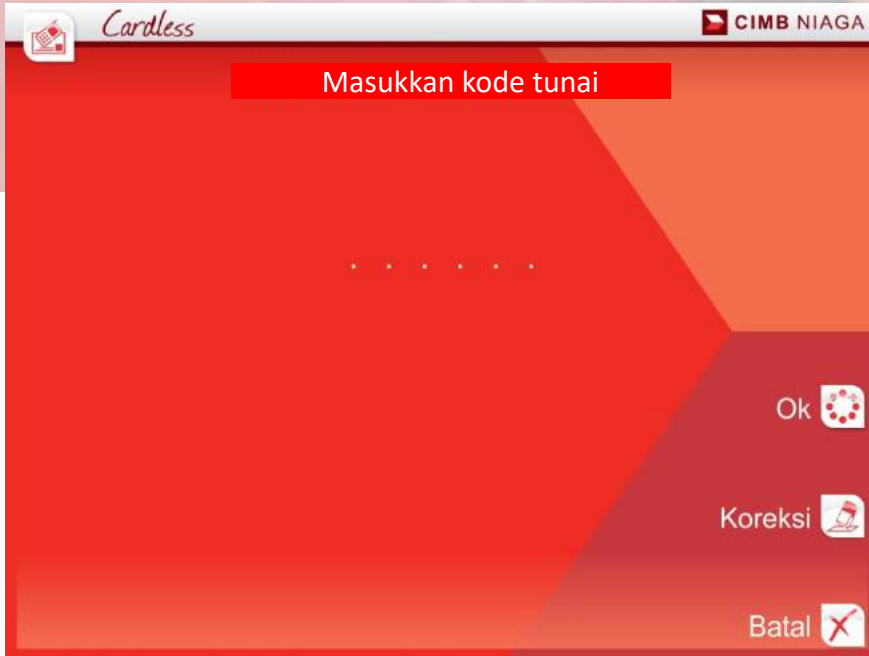 Cardless
CIMB NIAGA
Masukkan kode tunai
. . . . . .
Ok
Koreksi
Batal